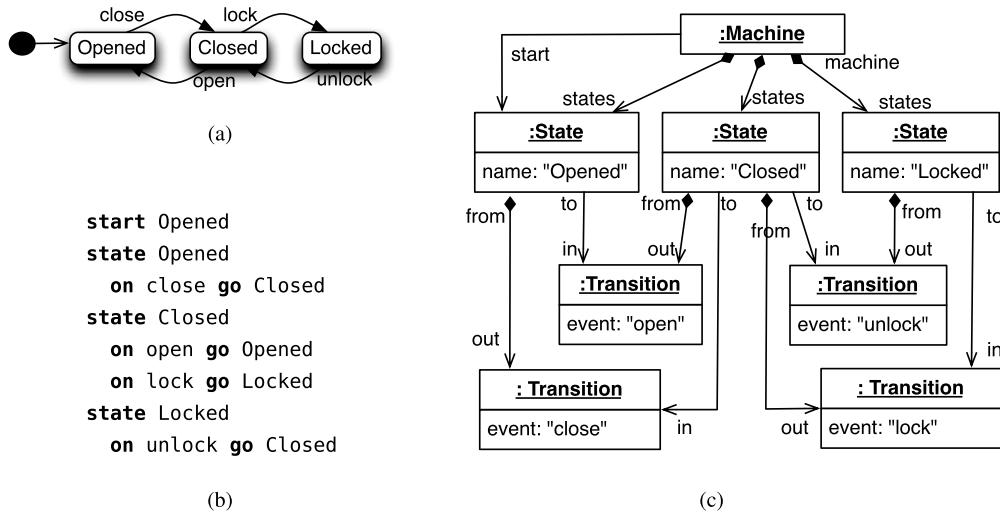 close
lock
Opened
Closed
Locked
open
unlock
(a)
start Opened
state Opened
on close go Closed
state Closed
on open go Opened
on lock go Locked
state Locked
on unlock go Closed
(b)
:Machine
start
machine
states
states
states
:State
:State
:State
name: "Opened"
name: "Closed"
name: "Locked"
from
to
from
to
from
to
from
to
in
out
in
out
:Transition
:Transition
event: "open"
event: "unlock"
out
in
: Transition
: Transition
event: "close"
in
out
event: "lock"
(c)